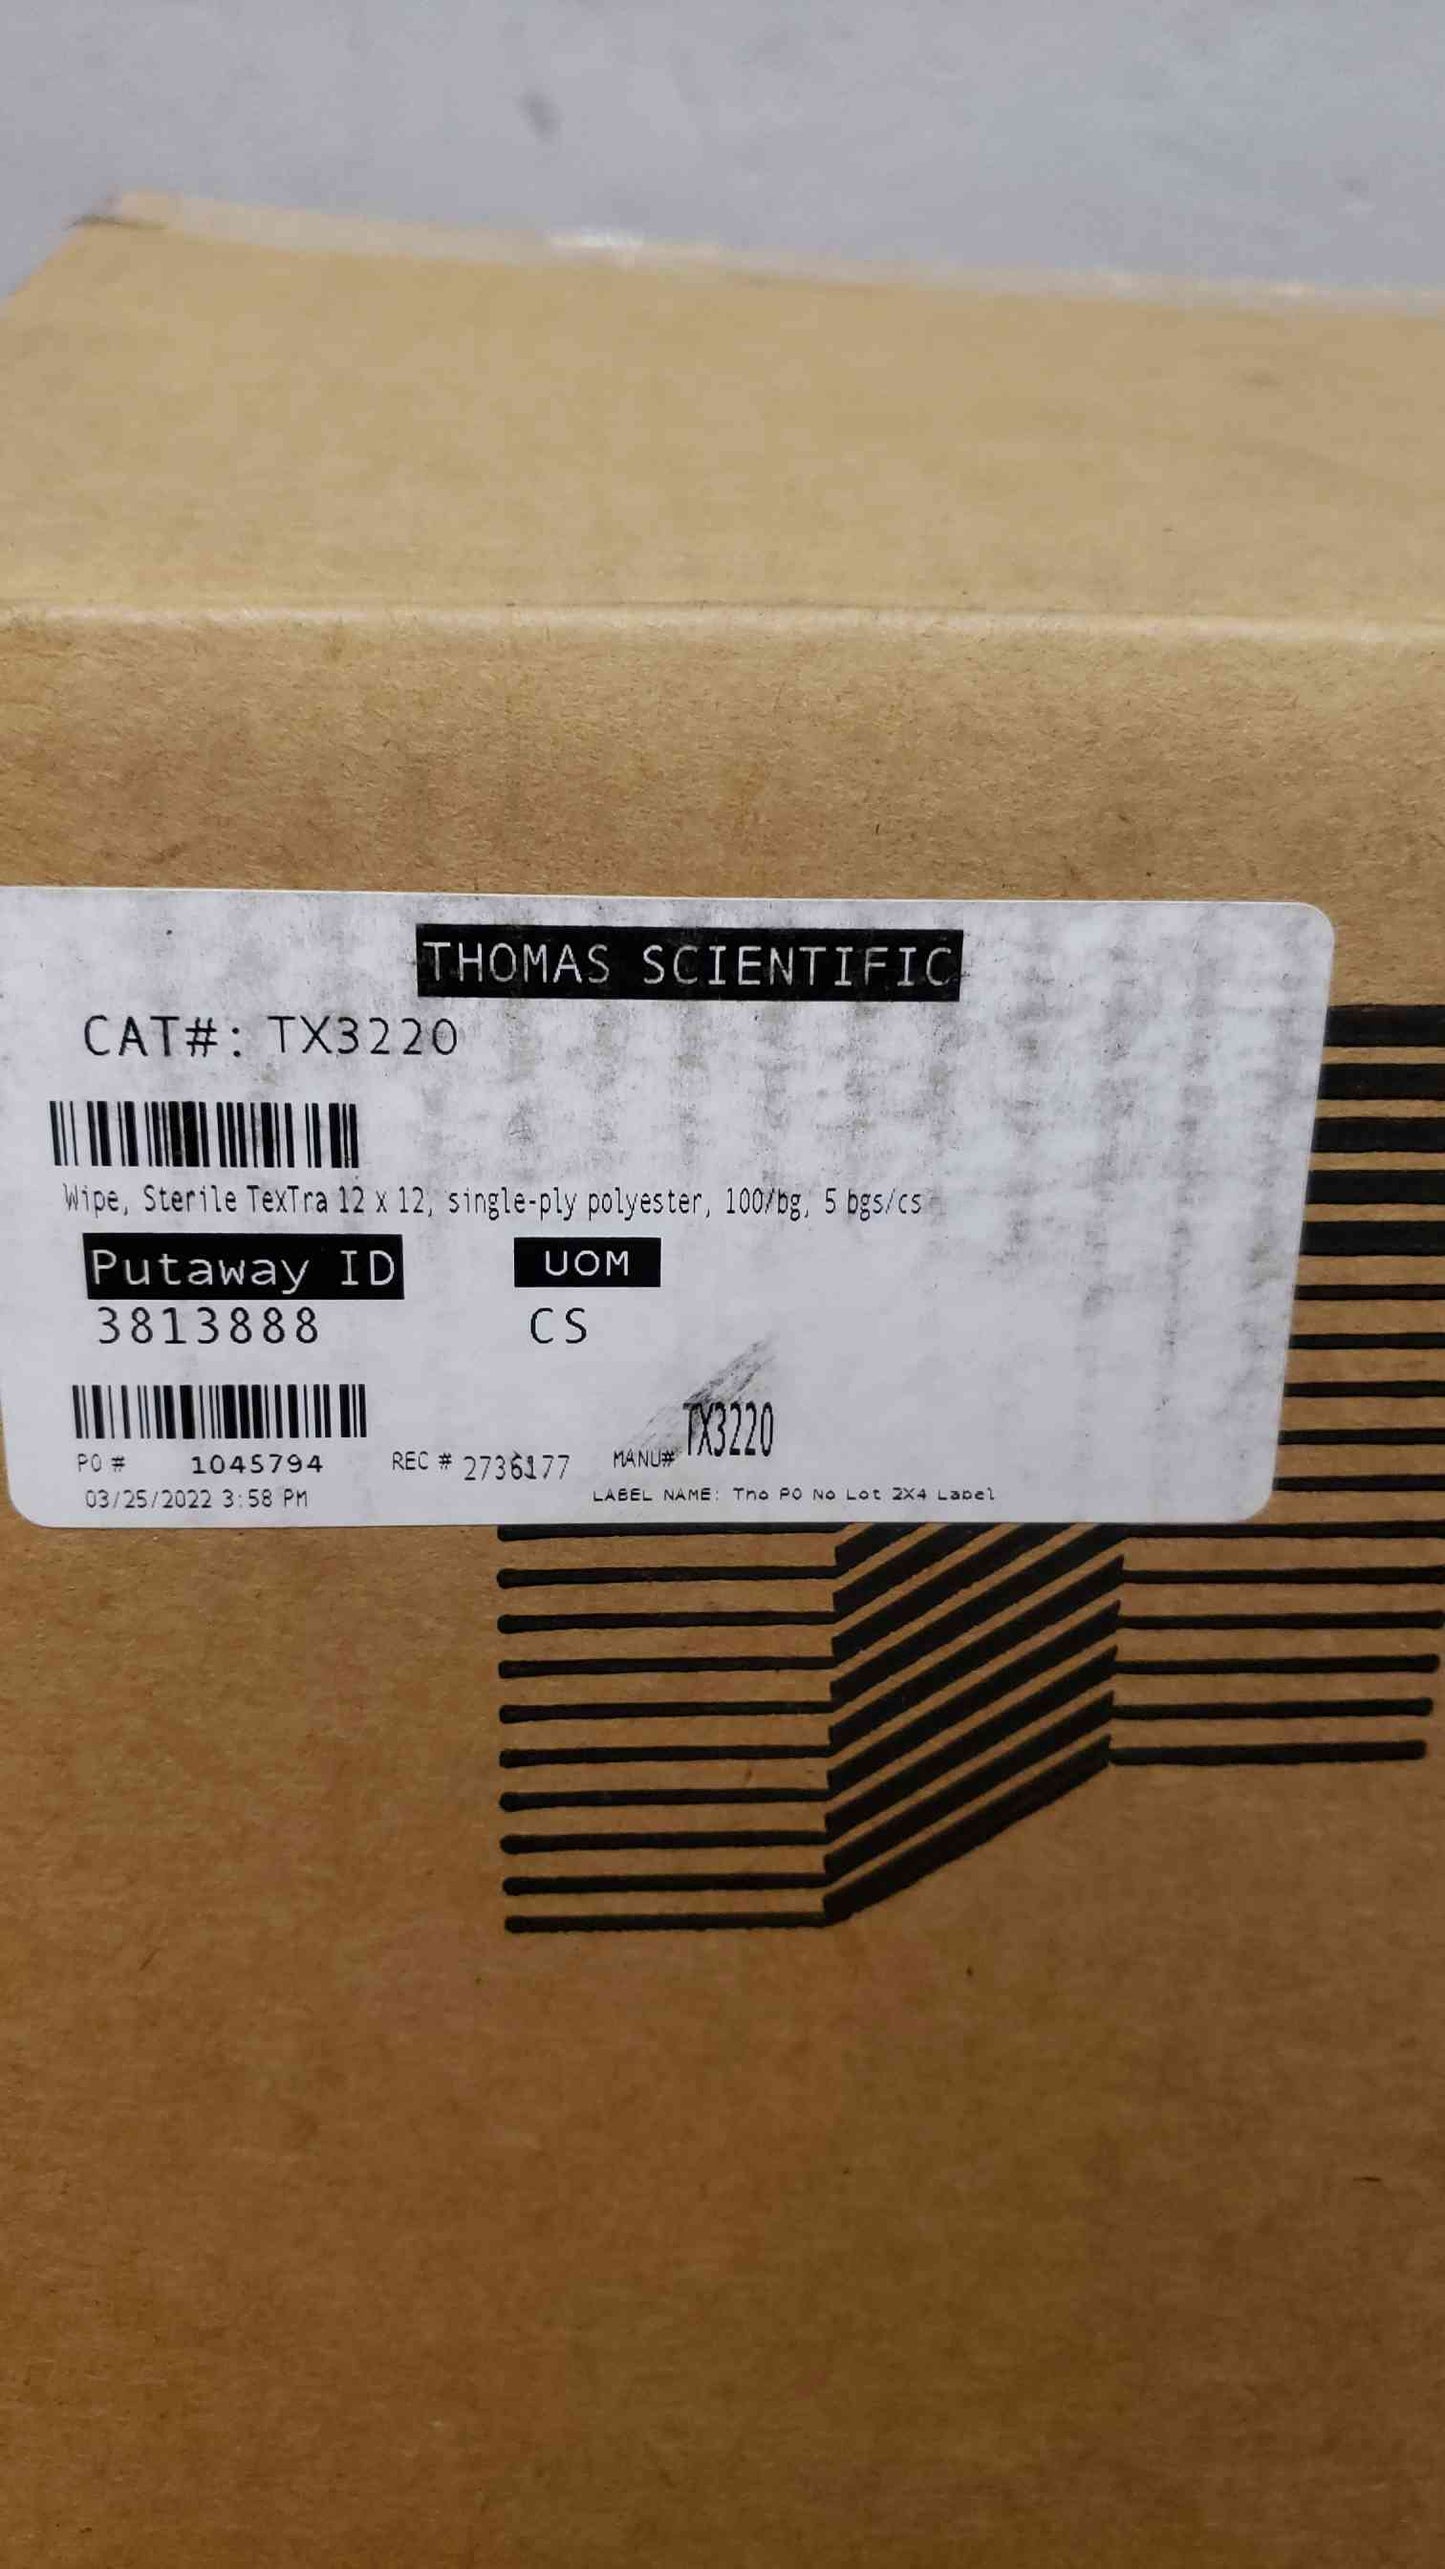 THOMAS SCIENTIFIC
CAT#: TX3220
Wipe, Sterile TexTra 12 x 12, single-ply polyester, 100/bg, 5 bgs/cs
Putaway ID UOM
3813888 CS
PO # 1045794 REC # MANU# TX3220
03/25/2022 3:58 PM LABEL NAME: Tho PO No Lot 2X4 Label